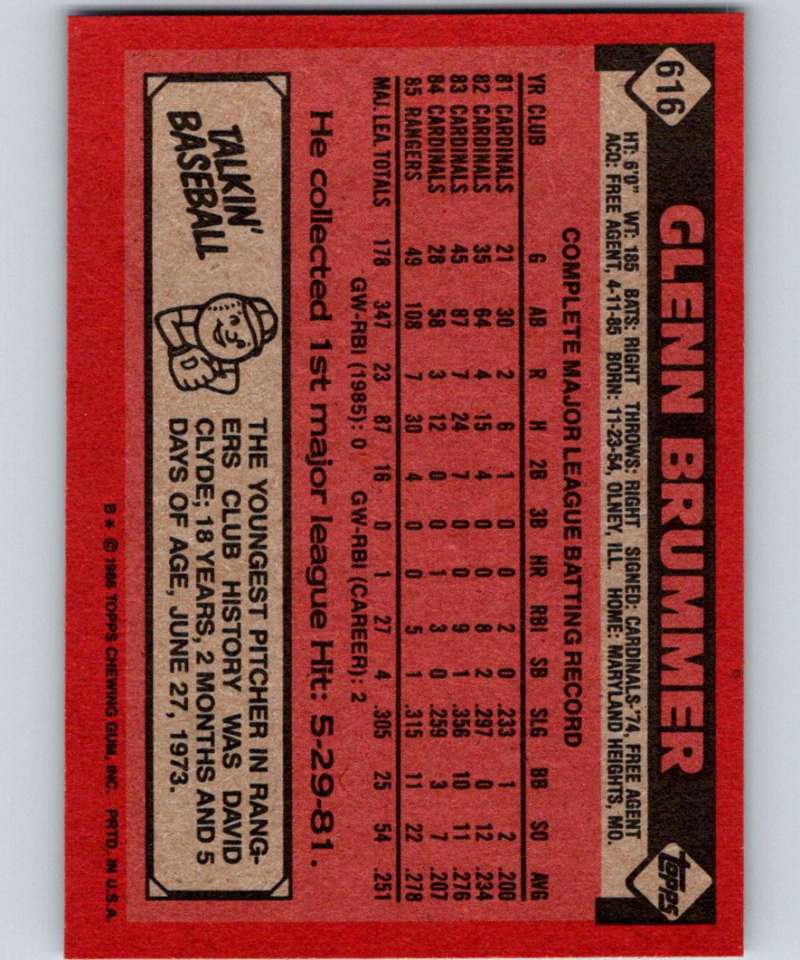 616
GLENN BRUMMER
topps
HT: 6'0" WT: 185 BATS: RIGHT THROWS: RIGHT SIGNED: CARDINALS-'74, FREE AGENT
ACQ: FREE AGENT, 4-11-85 BORN: 11-23-54, OLNEY, ILL. HOME: MARYLAND HEIGHTS, MO.
COMPLETE MAJOR LEAGUE BATTING RECORD
YR CLUB G AB R H 2B 3B HR RBI SB SLG BB SO AVG
81 CARDINALS 21 30 2 6 1 0 0 2 0 .233 1 2 .200
82 CARDINALS 35 64 4 15 4 0 0 8 2 .297 0 12 .234
83 CARDINALS 45 87 7 24 7 0 0 9 1 .356 10 11 .276
84 CARDINALS 28 58 3 12 0 0 1 3 0 .259 3 7 .207
85 RANGERS 49 108 7 30 4 0 0 5 1 .315 11 22 .278
MAJ. LEA. TOTALS 178 347 23 87 16 0 1 27 4 .305 25 54 .251
GW-RBI (1985): 0 GW-RBI (CAREER): 2
He collected 1st major league Hit: 5-29-81.
TALKIN'
BASEBALL
THE YOUNGEST PITCHER IN RANG-
ERS CLUB HISTORY WAS DAVID
CLYDE; 18 YEARS, 2 MONTHS AND 5
DAYS OF AGE, JUNE 27, 1973.
B* © 1986 TOPPS CHEWING GUM, INC. PRTD. IN U.S.A.